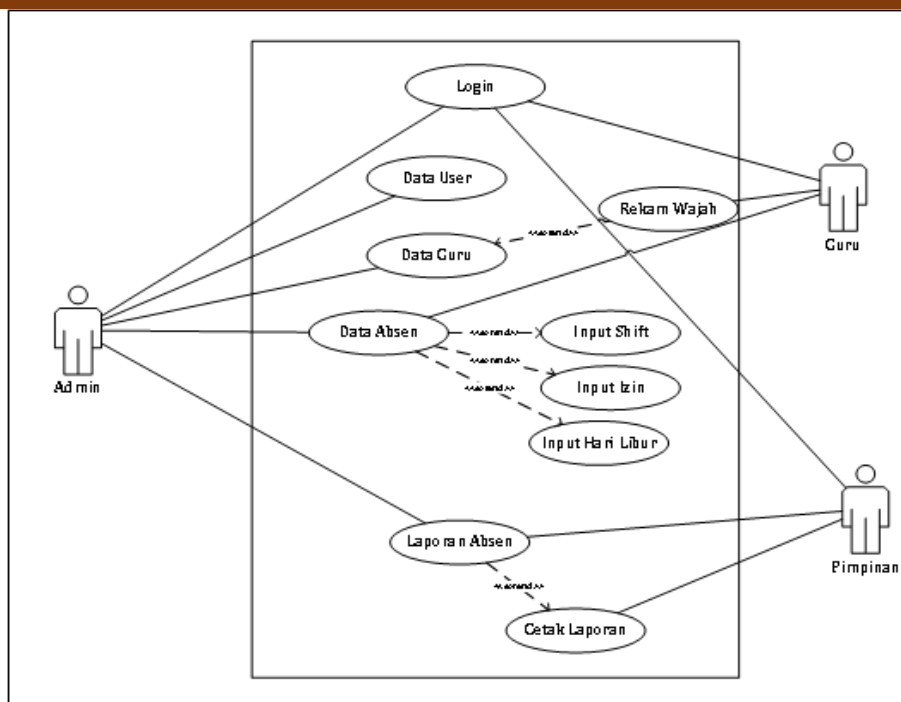 Login
Data User
Rekam Wajah
Guru
Data Guru
Data Absen
Input Shift
Admin
Input Izin
Input Hari Libur
Laporan Absen
Pimpinan
Cetak Laporan